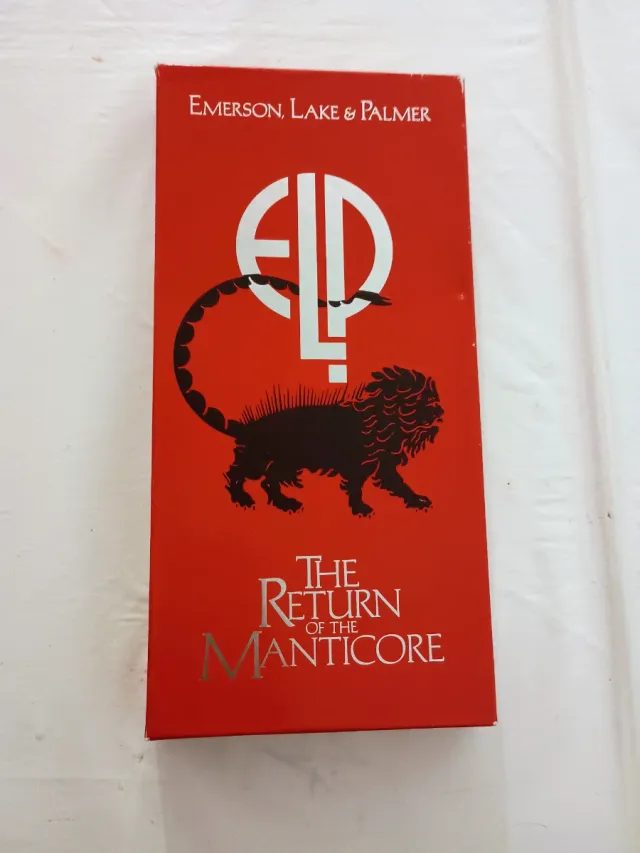 EMERSON, LAKE & PALMER
ELP
THE
RETURN
OF THE
MANTICORE